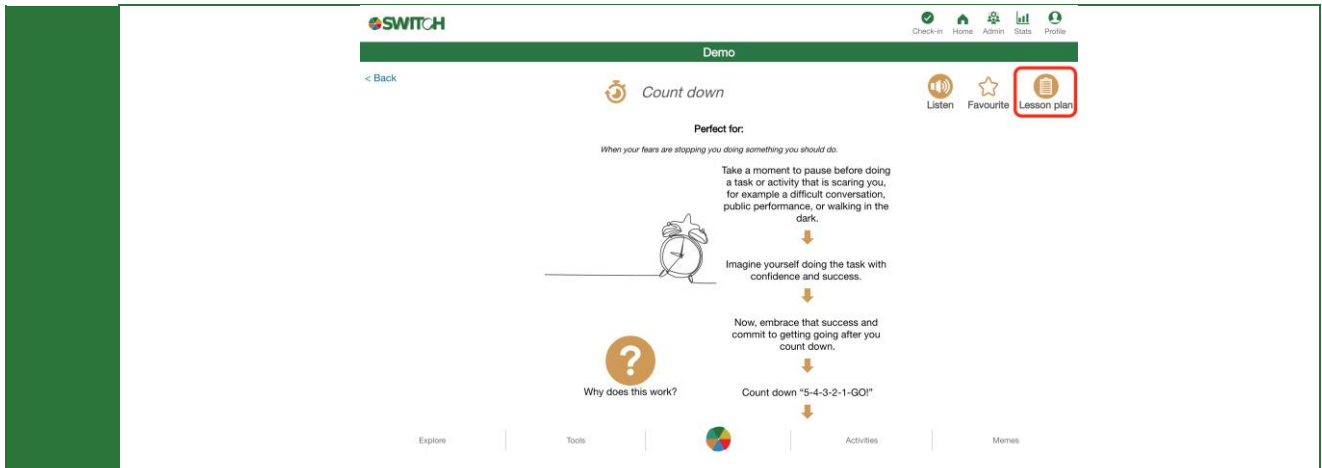 SWITCH
Check-in Home Admin Stats Profile
Demo
< Back
Count down
Listen Favourite Lesson plan
Perfect for:
When your fears are stopping you doing something you should do.
Take a moment to pause before doing
a task or activity that is scaring you,
for example a difficult conversation,
public performance, or walking in the
dark.
Imagine yourself doing the task with
confidence and success.
Now, embrace that success and
commit to getting going after you
count down.
?
Why does this work?
Count down “5-4-3-2-1-GO!”
Explore Tools Activities Memes